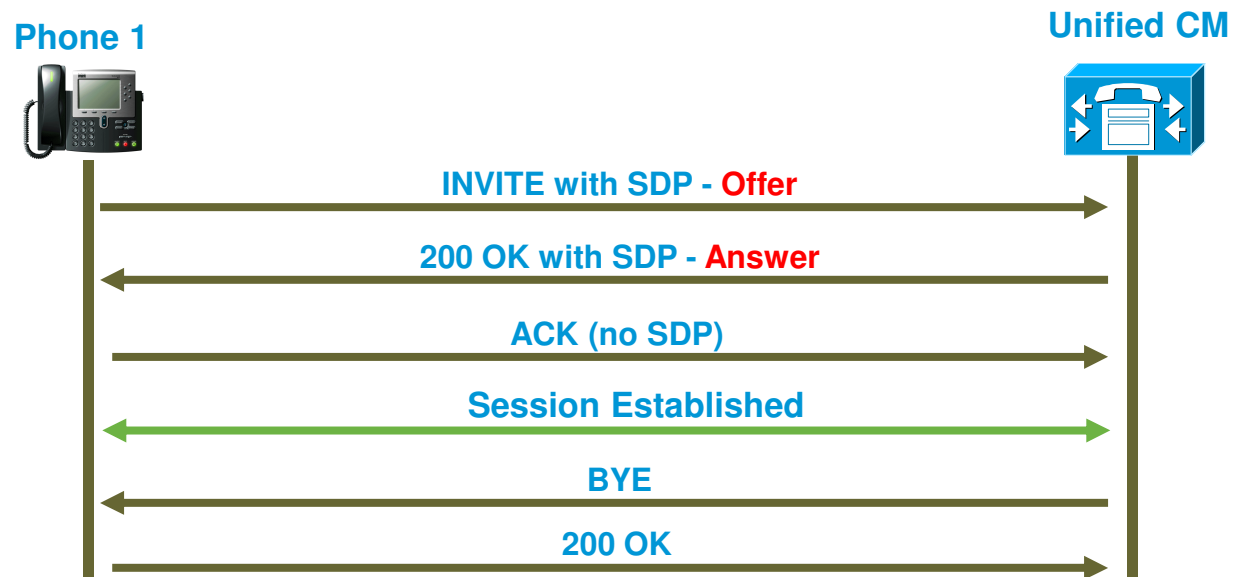 Unified CM
Phone 1
INVITE with SDP - Offer
200 OK with SDP - Answer
ACK (no SDP)
Session Established
BYE
200 OK